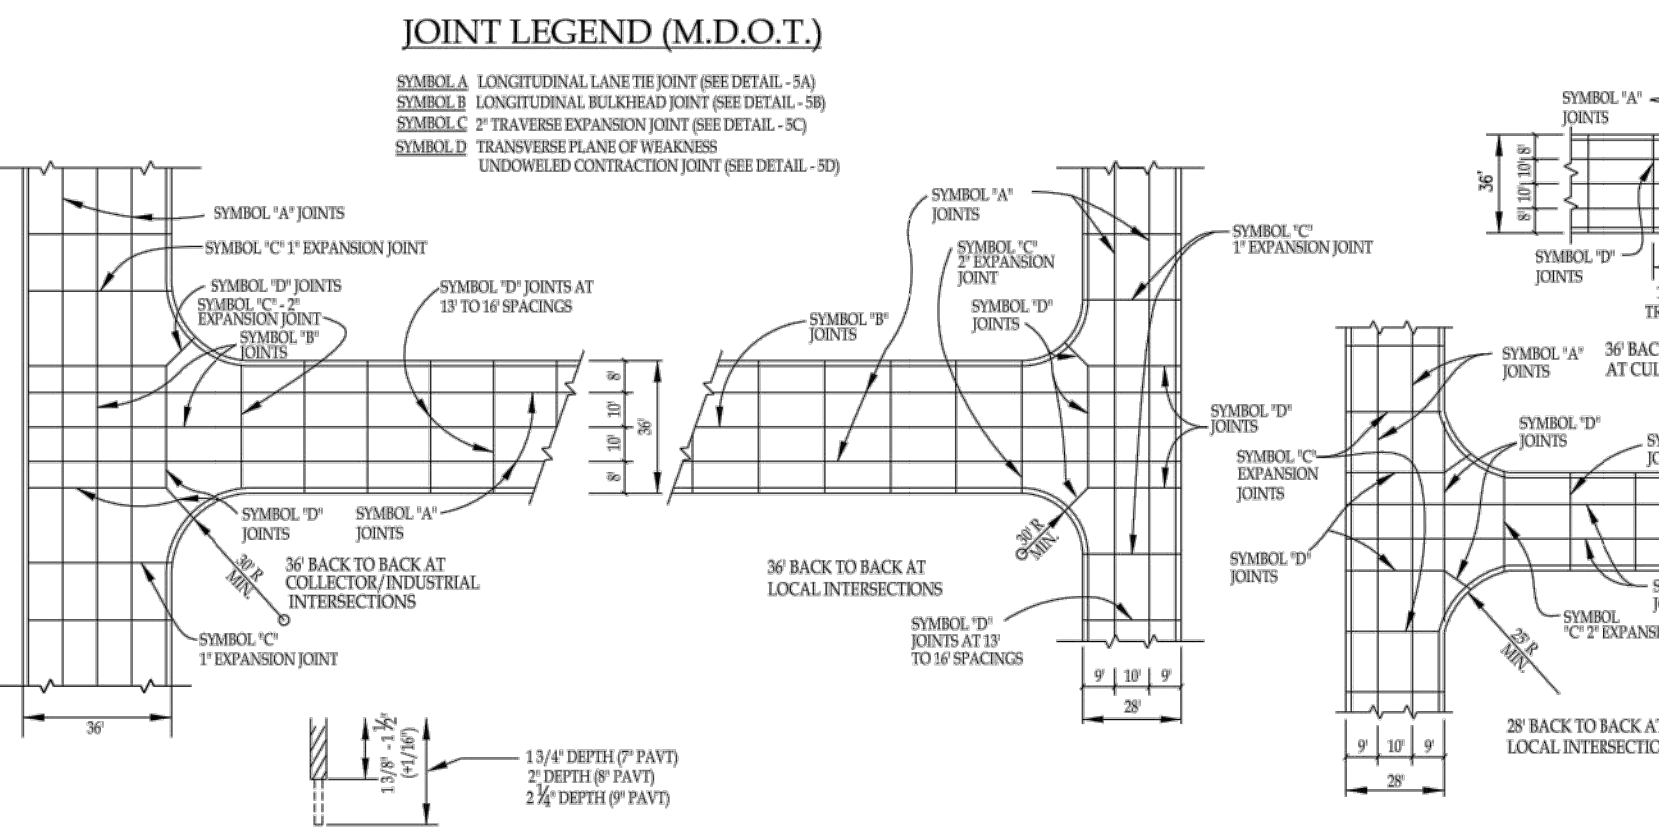 JOINT LEGEND (M.D.O.T.)
SYMBOL A LONGITUDINAL LANE TIE JOINT (SEE DETAIL - 5A)
SYMBOL B LONGITUDINAL BULKHEAD JOINT (SEE DETAIL - 5B)
SYMBOL C 2" TRAVERSE EXPANSION JOINT (SEE DETAIL - 5C)
SYMBOL D TRANSVERSE PLANE OF WEAKNESS
UNDOWELED CONTRACTION JOINT (SEE DETAIL - 5D)
SYMBOL "A" JOINTS
SYMBOL "C" 1" EXPANSION JOINT
SYMBOL "D" JOINTS
SYMBOL "C" - 2"
EXPANSION JOINT
SYMBOL "B"
JOINTS
SYMBOL "D" JOINTS AT
13' TO 16' SPACINGS
8'
10'
10'
8'
36'
SYMBOL "D"
JOINTS
SYMBOL "A"
JOINTS
30' R
MIN.
36' BACK TO BACK AT
COLLECTOR/INDUSTRIAL
INTERSECTIONS
SYMBOL "C"
1" EXPANSION JOINT
36'
1 3/8" - 1 1/2"
(+1/16")
1 3/4" DEPTH (7" PAVT)
2" DEPTH (8" PAVT)
2 1/4" DEPTH (9" PAVT)
SYMBOL "A"
JOINTS
SYMBOL "C"
2" EXPANSION
JOINT
SYMBOL "D"
JOINTS
SYMBOL "B"
JOINTS
SYMBOL "C"
1" EXPANSION JOINT
SYMBOL "D"
JOINTS
30' R
MIN.
36' BACK TO BACK AT
LOCAL INTERSECTIONS
SYMBOL "D"
JOINTS AT 13'
TO 16' SPACINGS
9' 10' 9'
28'
SYMBOL "A"
JOINTS
36'
8' 10' 10' 8'
SYMBOL "D"
JOINTS
TR
36' BAC
AT CUL
SYMBOL "A"
JOINTS
SYMBOL "D"
JOINTS
SYMBOL "C"
EXPANSION
JOINTS
SYMBOL "D"
JOINTS
SYMBOL
"C" 2" EXPANSI
25' R
MIN.
28' BACK TO BACK AT
LOCAL INTERSECTIO
9' 10' 9'
28'